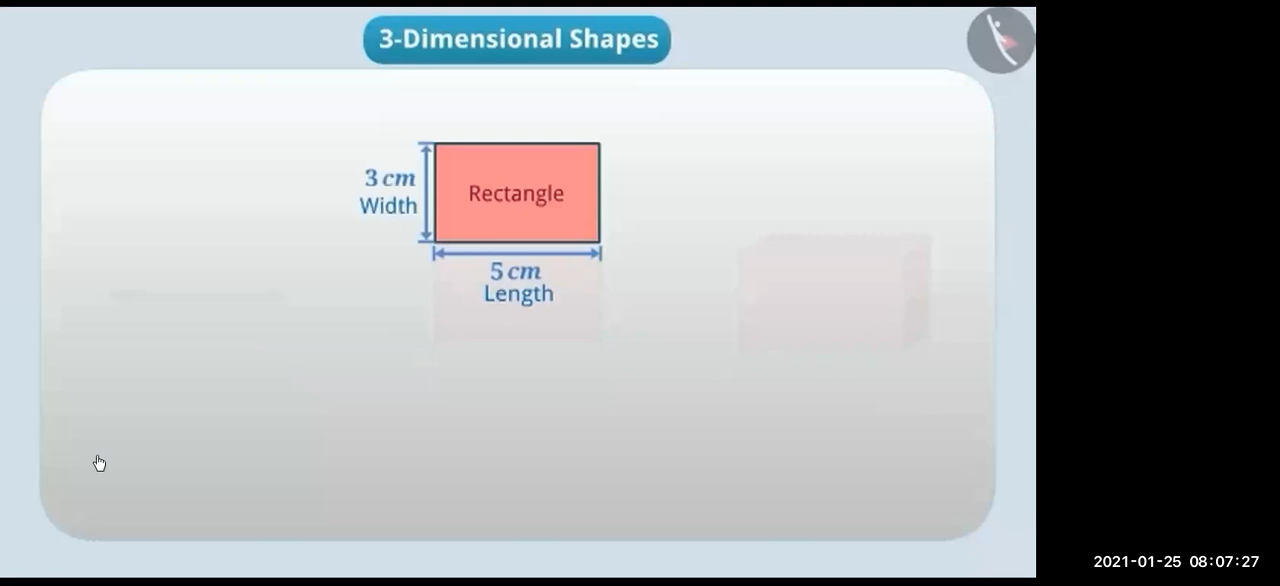 3-Dimensional Shapes
3 cm
Width
Rectangle
5 cm
Length
2021-01-25 08:07:27